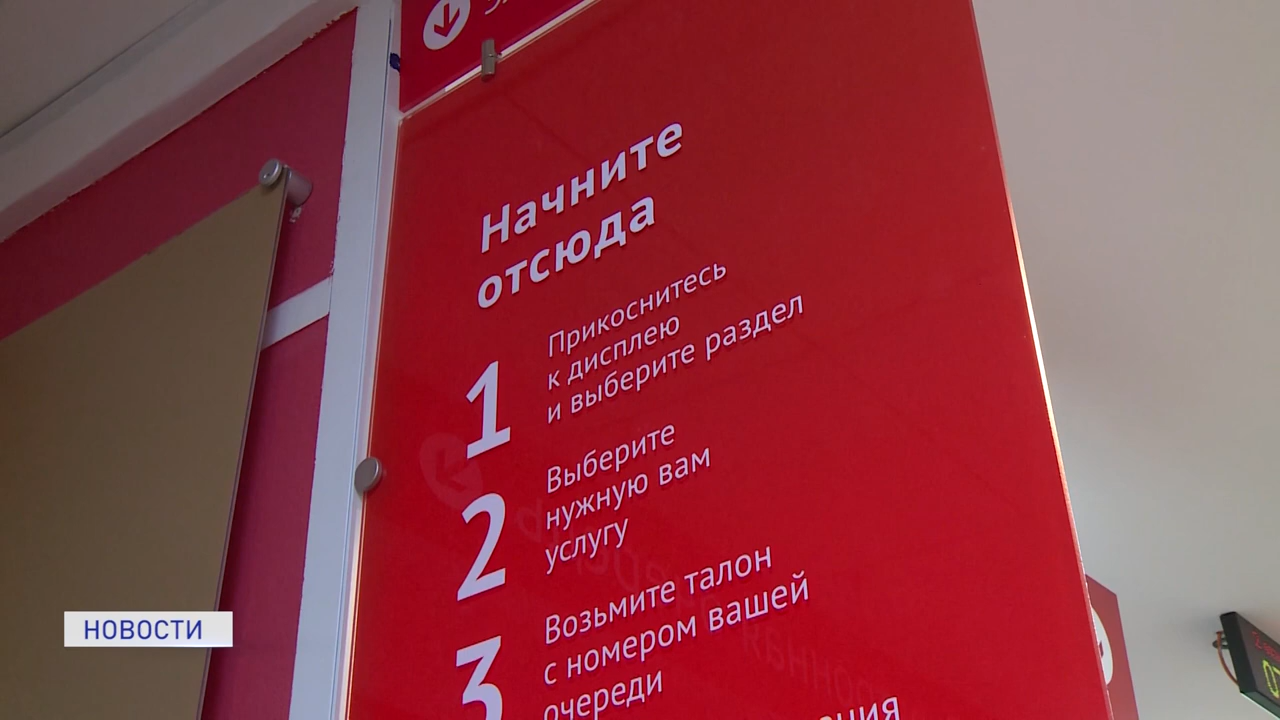 Начните
отсюда
1
Прикоснитесь
к дисплею
и выберите раздел
2
Выберите
нужную вам
услугу
3
Возьмите талон
с номером вашей
очереди
НОВОСТИ